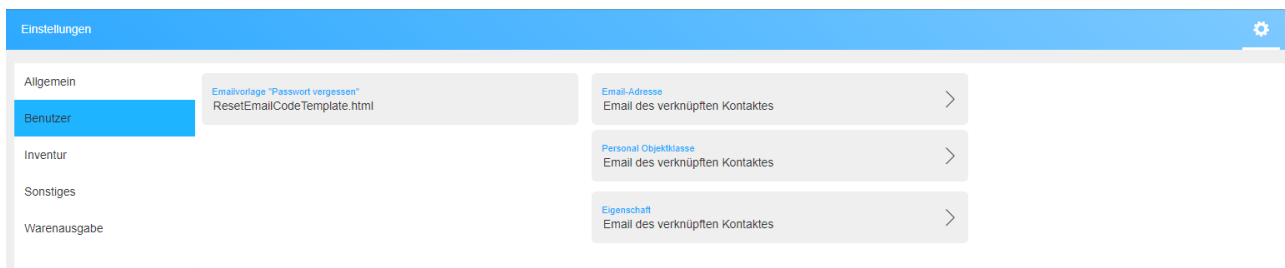 Einstellungen
Allgemein
Benutzer
Inventur
Sonstiges
Warenausgabe
Emailvorlage "Passwort vergessen"
ResetEmailCodeTemplate.html
Email-Adresse
Email des verknüpften Kontaktes
Personal Objektklasse
Email des verknüpften Kontaktes
Eigenschaft
Email des verknüpften Kontaktes